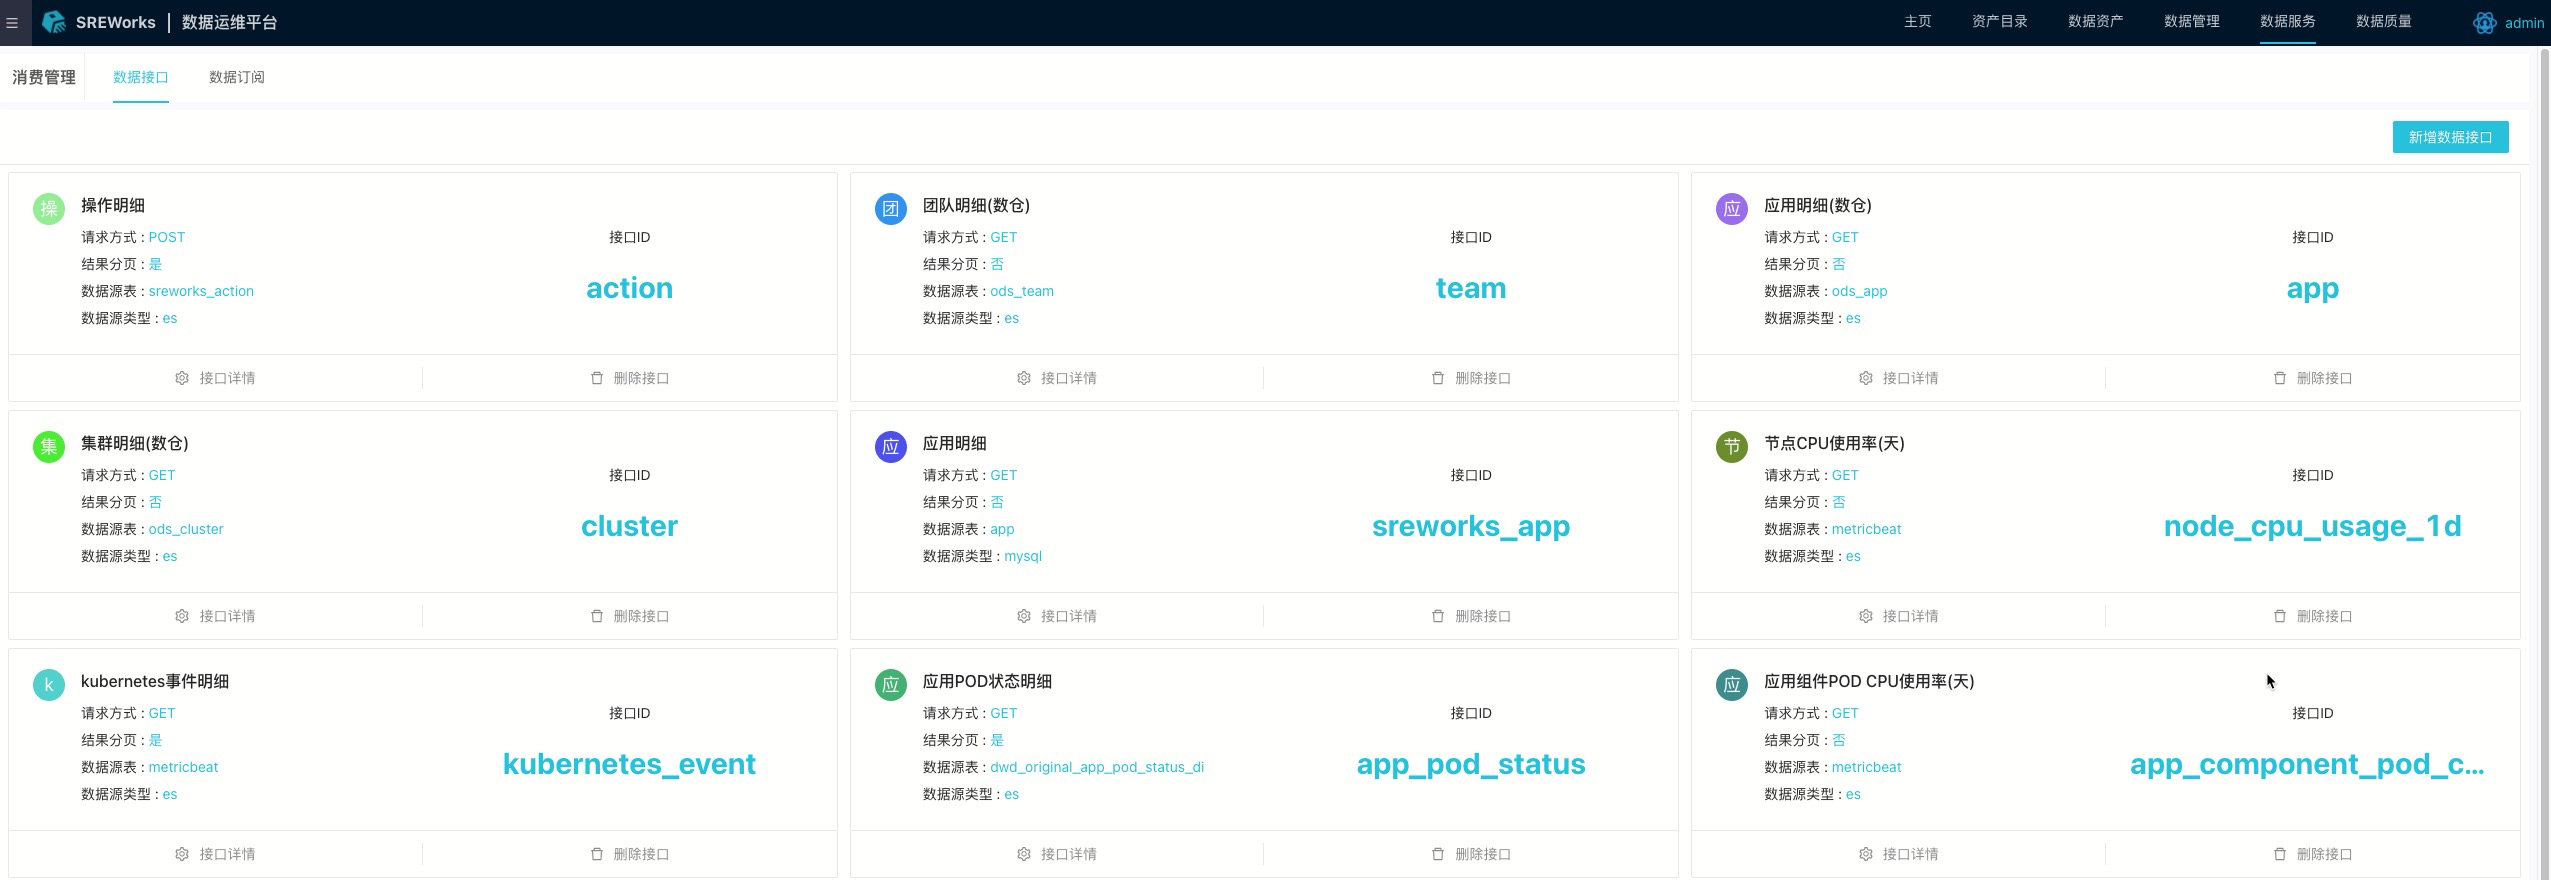 SREWorks | 数据运维平台 主页 资产目录 数据资产 数据管理 数据服务 数据质量 admin
消费管理 数据接口 数据订阅
新增数据接口
操 操作明细
请求方式 : POST
结果分页 : 是
数据源表 : sreworks_action
数据源类型 : es
接口ID
action
接口详情 删除接口
团 团队明细(数仓)
请求方式 : GET
结果分页 : 否
数据源表 : ods_team
数据源类型 : es
接口ID
team
接口详情 删除接口
应 应用明细(数仓)
请求方式 : GET
结果分页 : 否
数据源表 : ods_app
数据源类型 : es
接口ID
app
接口详情 删除接口
集 集群明细(数仓)
请求方式 : GET
结果分页 : 否
数据源表 : ods_cluster
数据源类型 : es
接口ID
cluster
接口详情 删除接口
应 应用明细
请求方式 : GET
结果分页 : 否
数据源表 : app
数据源类型 : mysql
接口ID
sreworks_app
接口详情 删除接口
节 节点CPU使用率(天)
请求方式 : GET
结果分页 : 否
数据源表 : metricbeat
数据源类型 : es
接口ID
node_cpu_usage_1d
接口详情 删除接口
k kubernetes事件明细
请求方式 : GET
结果分页 : 是
数据源表 : metricbeat
数据源类型 : es
接口ID
kubernetes_event
接口详情 删除接口
应 应用POD状态明细
请求方式 : GET
结果分页 : 是
数据源表 : dwd_original_app_pod_status_di
数据源类型 : es
接口ID
app_pod_status
接口详情 删除接口
应 应用组件POD CPU使用率(天)
请求方式 : GET
结果分页 : 否
数据源表 : metricbeat
数据源类型 : es
接口ID
app_component_pod_c...
接口详情 删除接口